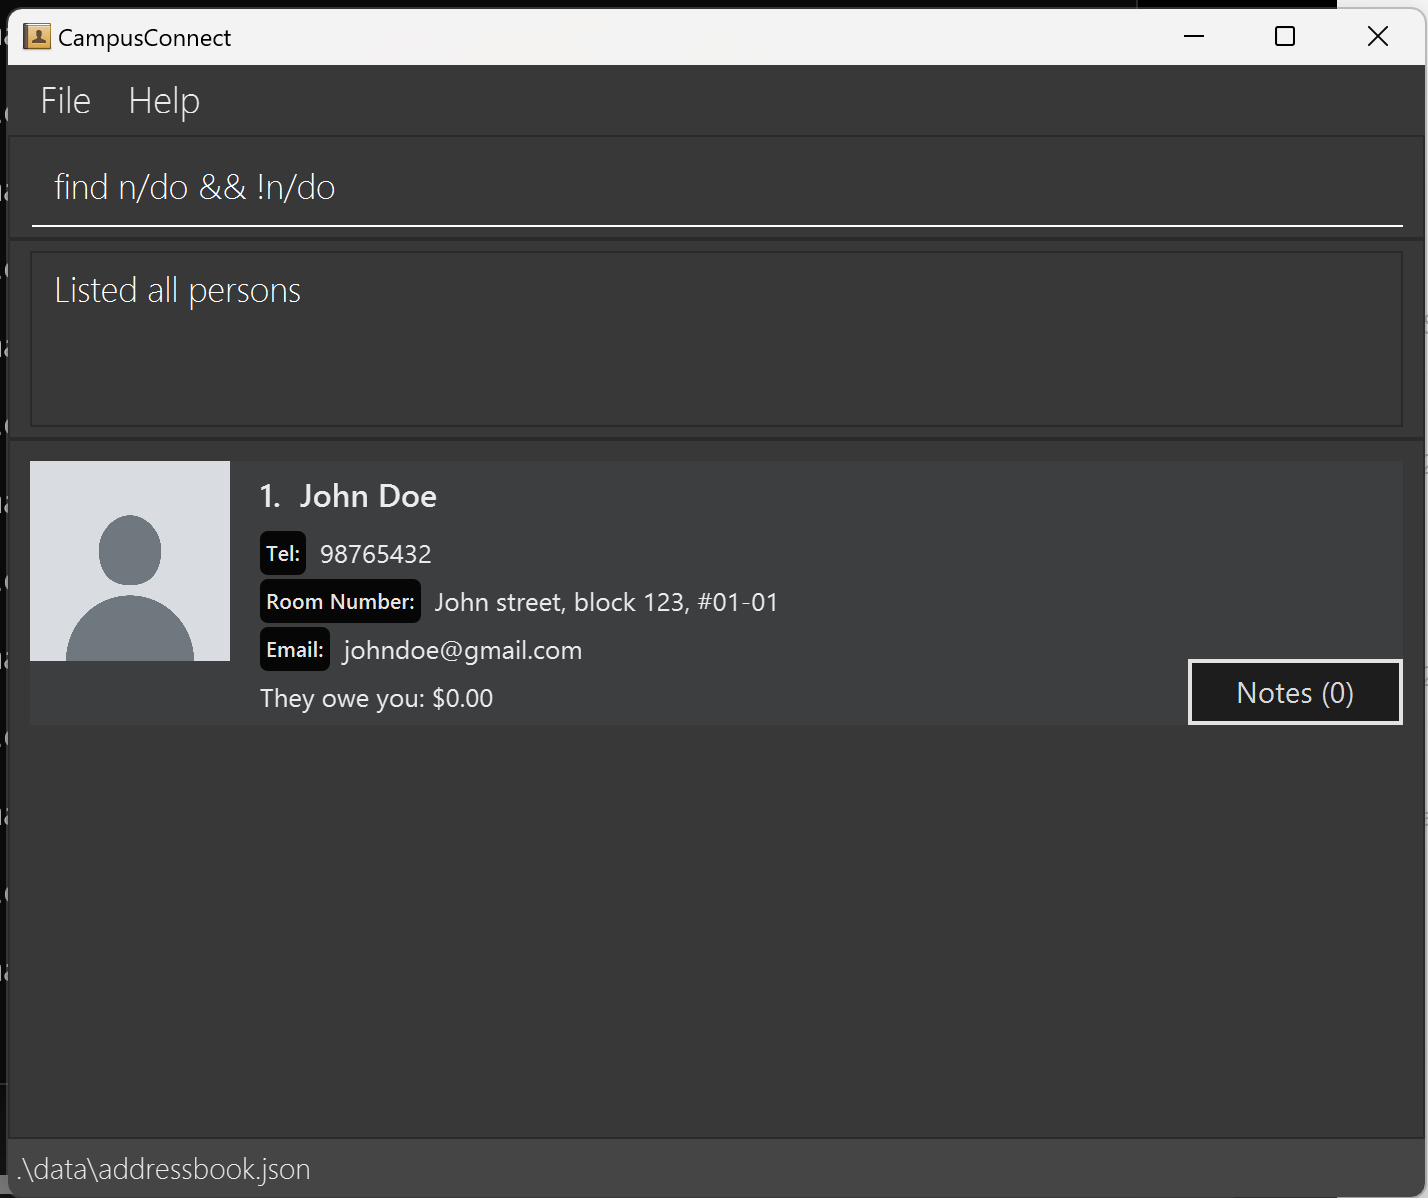 CampusConnect
File Help
find n/do && !n/do
Listed all persons
1. John Doe
Tel: 98765432
Room Number: John street, block 123, #01-01
Email: johndoe@gmail.com
They owe you: $0.00
Notes (0)
.\data\addressbook.json